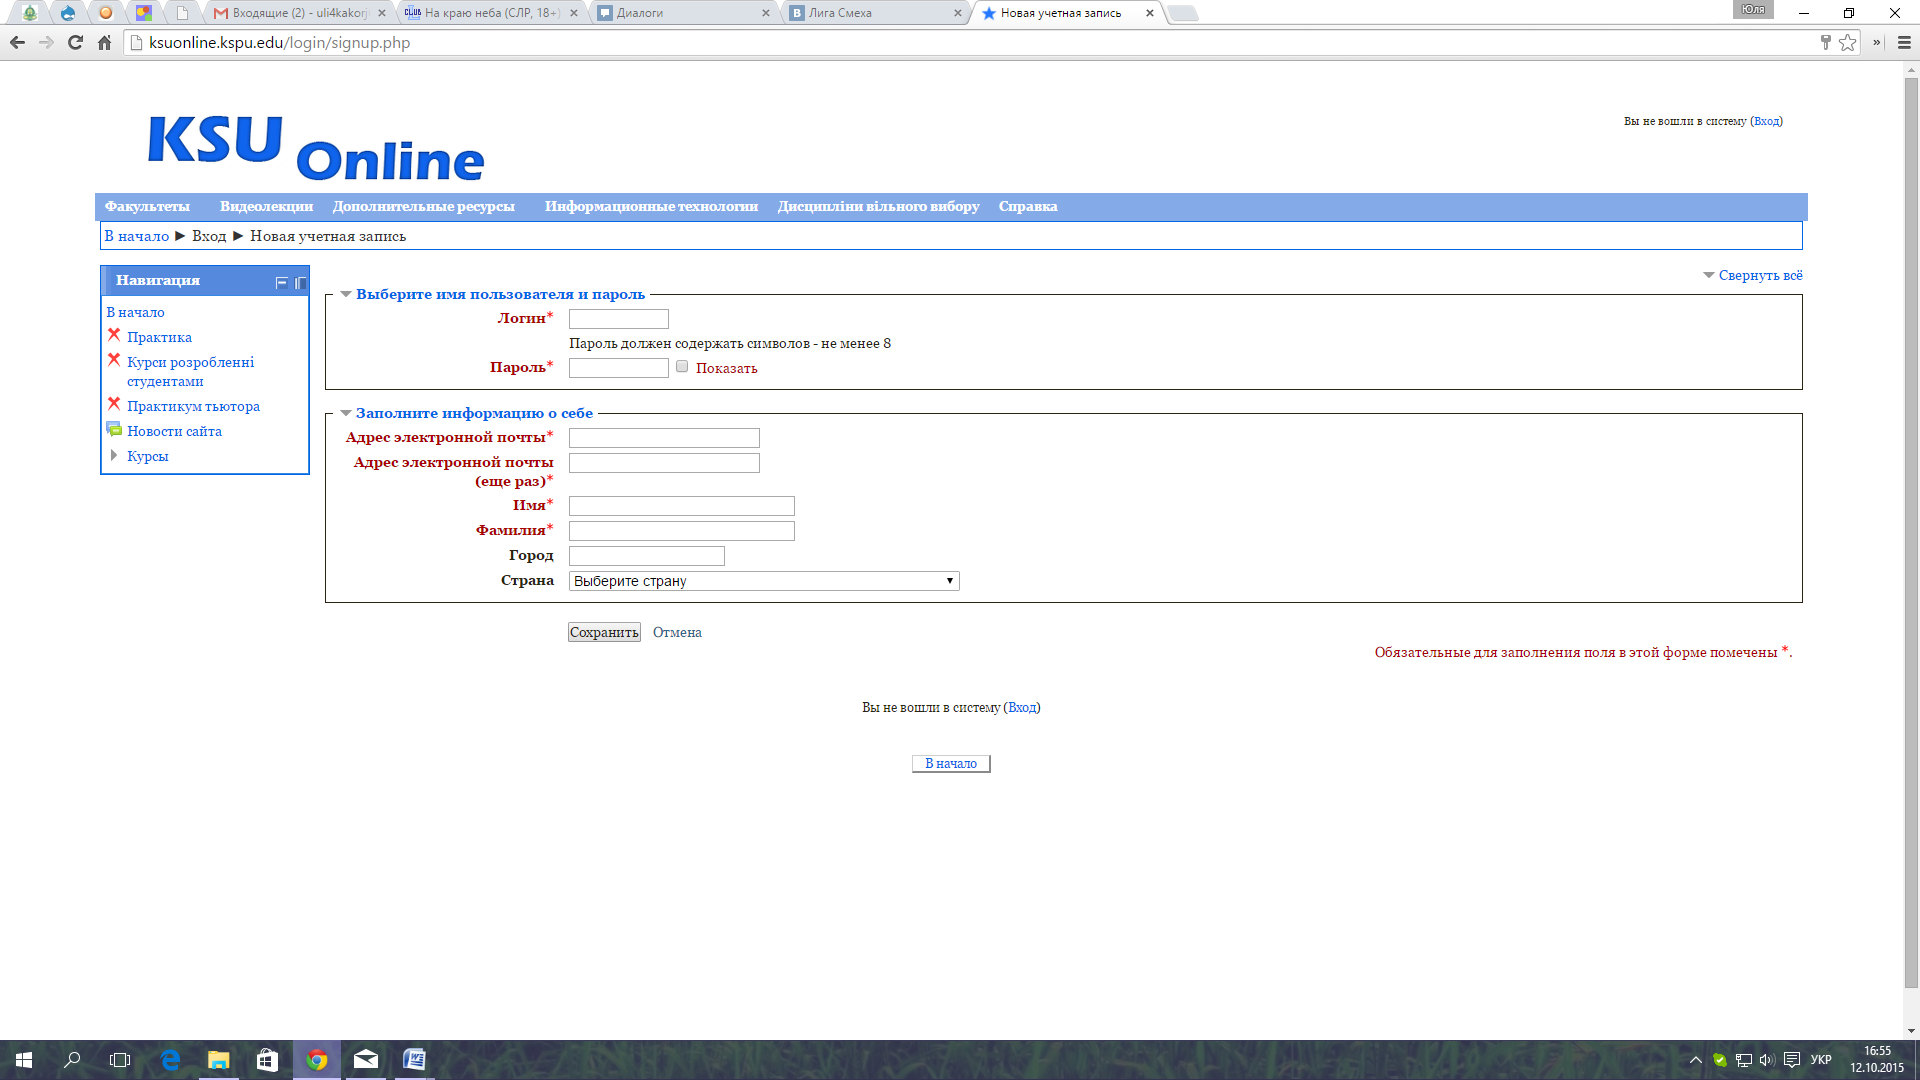 Входящие (2) - uli4kakorj
На краю неба (СЛР, 18+)
Диалоги
Лига Смеха
Новая учетная запись
Юля
ksuonline.kspu.edu/login/signup.php
KSU Online
Вы не вошли в систему (Вход)
Факультеты Видеолекции Дополнительные ресурсы Информационные технологии Дисципліни вільного вибору Справка
В начало ► Вход ► Новая учетная запись
Навигация
В начало
Практика
Курси розробленні
студентами
Практикум тьютора
Новости сайта
Курсы
Свернуть всё
Выберите имя пользователя и пароль
Логин*
Пароль должен содержать символов - не менее 8
Пароль* Показать
Заполните информацию о себе
Адрес электронной почты*
Адрес электронной почты
(еще раз)*
Имя*
Фамилия*
Город
Страна Выберите страну
Сохранить Отмена
Обязательные для заполнения поля в этой форме помечены *.
Вы не вошли в систему (Вход)
В начало
УКР
16:55
12.10.2015